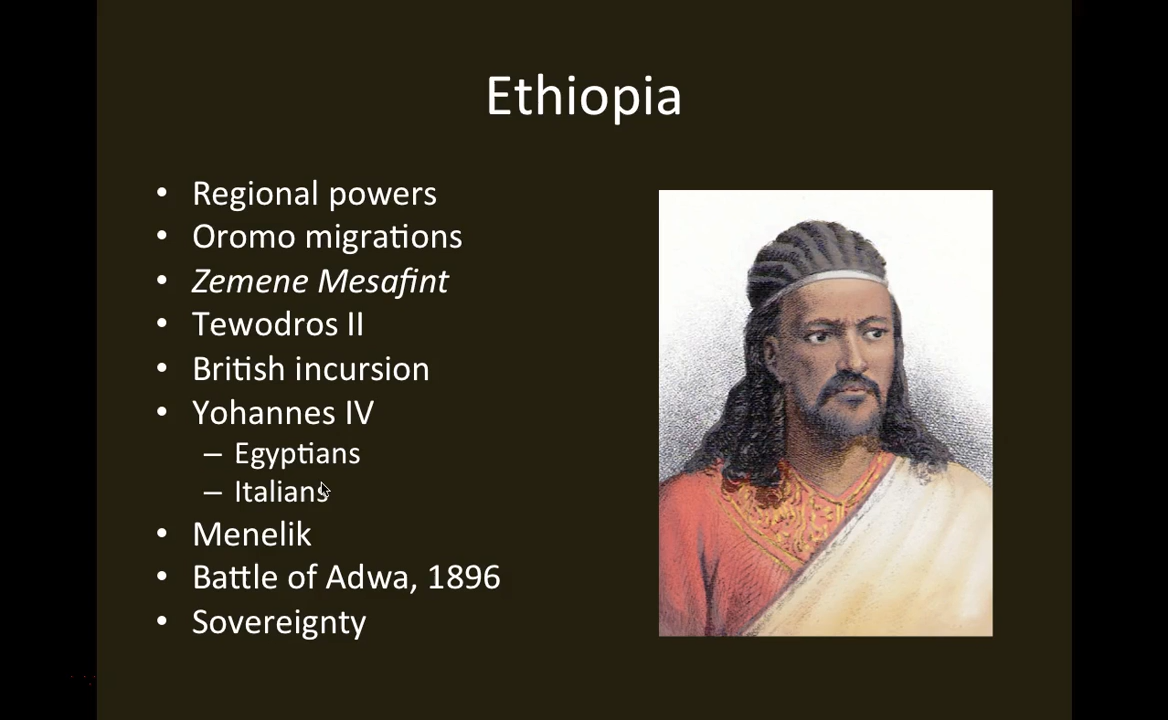 Ethiopia
• Regional powers
• Oromo migrations
• Zemene Mesafint
• Tewodros II
• British incursion
• Yohannes IV
– Egyptians
– Italians
• Menelik
• Battle of Adwa, 1896
• Sovereignty